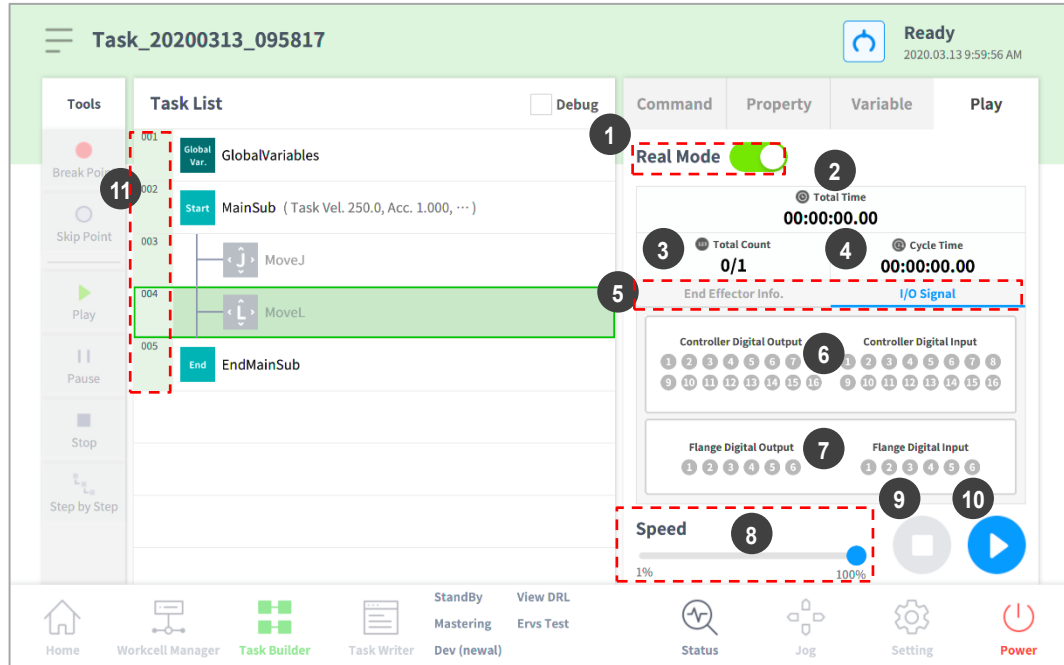 Task_20200313_095817
Ready
2020.03.13 9:59:56 AM
Tools
Break Poin
Skip Point
Play
Pause
Stop
Step by Step
Task List
Debug
001
Global Var.
GlobalVariables
002
Start
MainSub ( Task Vel. 250.0, Acc. 1.000, ··· )
003
J
MoveJ
004
L
MoveL
005
End
EndMainSub
11
Command
Property
Variable
Play
1
Real Mode
2
Total Time
00:00:00.00
3
Total Count
0/1
4
Cycle Time
00:00:00.00
5
End Effector Info.
I/O Signal
Controller Digital Output
1 2 3 4 5 6 7
9 10 11 12 13 14 15 16
6
Controller Digital Input
1 2 3 4 5 6 7 8
9 10 11 12 13 14 15 16
Flange Digital Output
1 2 3 4 5 6
7
Flange Digital Input
1 2 3 4 5 6
Speed
8
1%
100%
9
10
Home
Workcell Manager
Task Builder
Task Writer
StandBy
View DRL
Mastering
Ervs Test
Dev (newal)
Status
Jog
Setting
Power